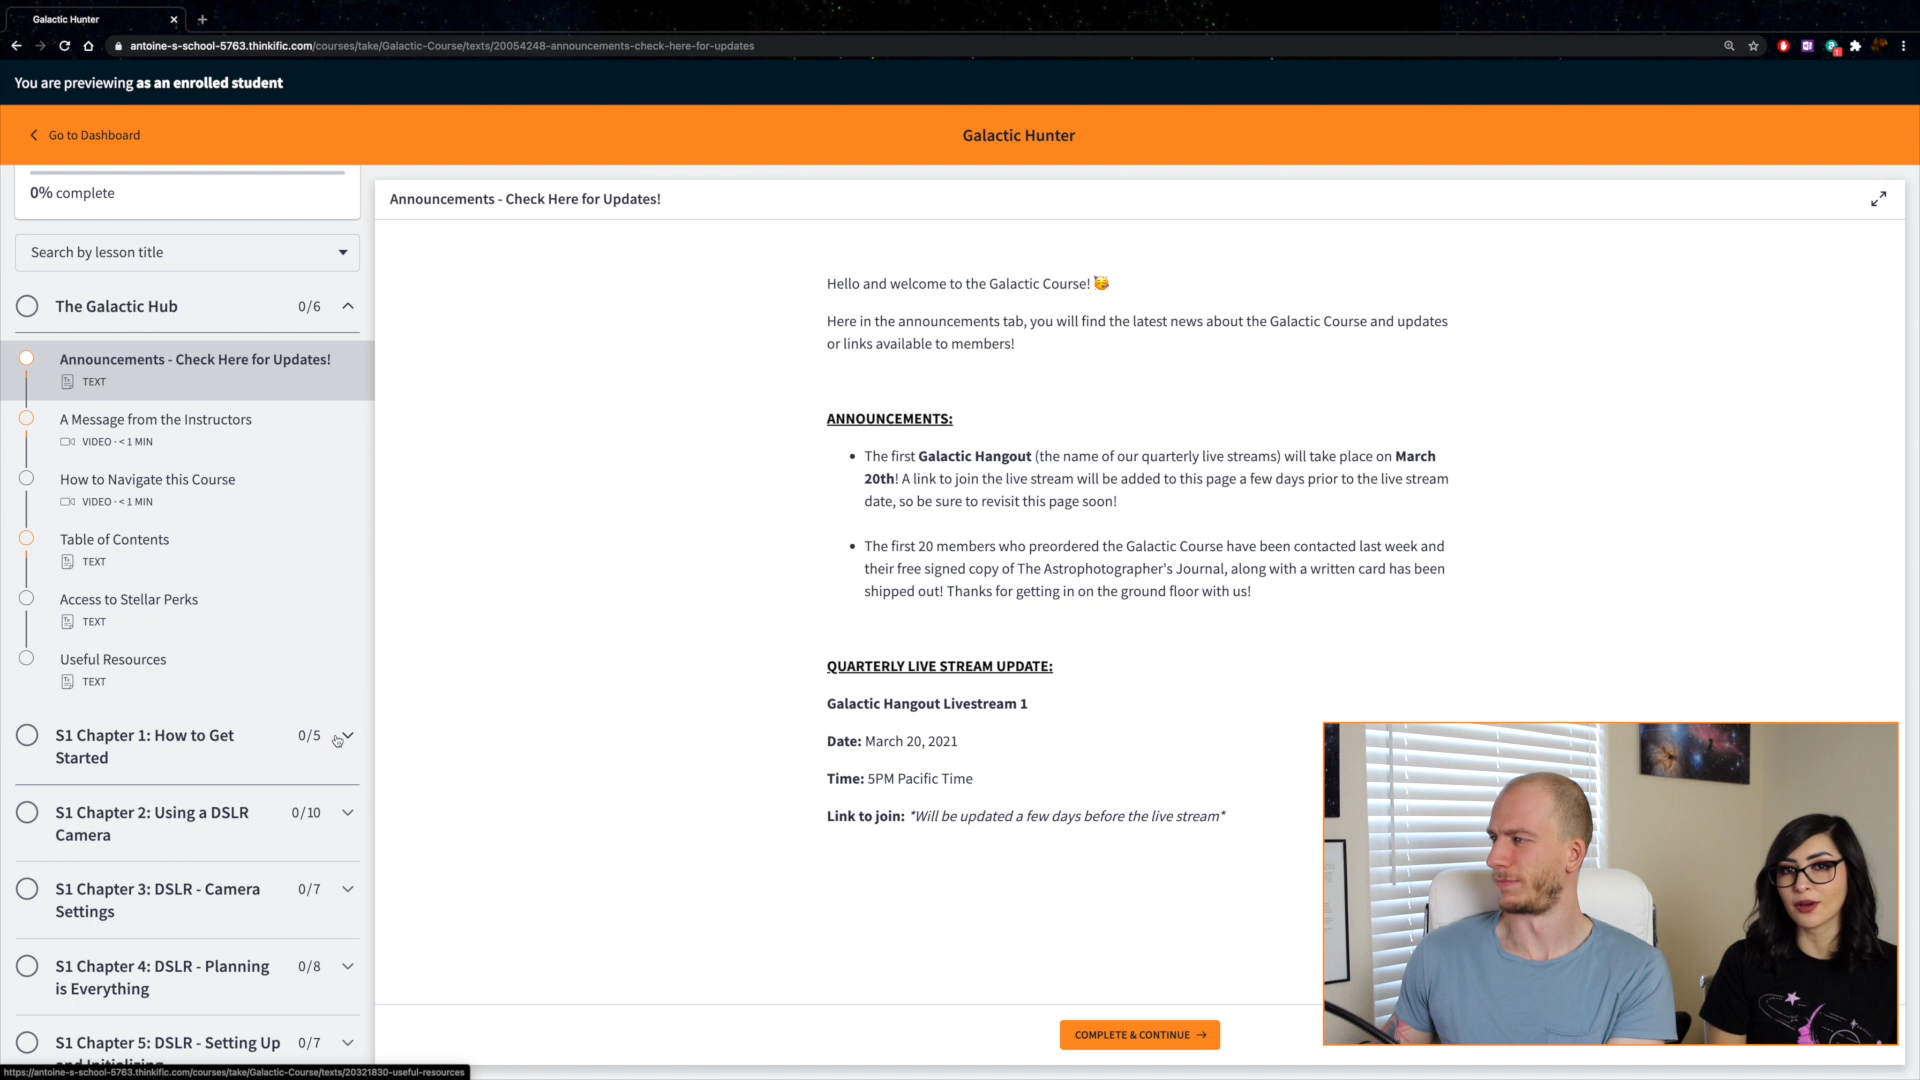 Galactic Hunter
antoine-s-school-5763.thinkific.com/courses/take/Galactic-Course/texts/20054248-announcements-check-here-for-updates
You are previewing as an enrolled student
Go to Dashboard
Galactic Hunter
0% complete
Search by lesson title
The Galactic Hub 0/6
Announcements - Check Here for Updates!
TEXT
A Message from the Instructors
VIDEO · < 1 MIN
How to Navigate this Course
VIDEO · < 1 MIN
Table of Contents
TEXT
Access to Stellar Perks
TEXT
Useful Resources
TEXT
S1 Chapter 1: How to Get 0/5
Started
S1 Chapter 2: Using a DSLR 0/10
Camera
S1 Chapter 3: DSLR - Camera 0/7
Settings
S1 Chapter 4: DSLR - Planning 0/8
is Everything
S1 Chapter 5: DSLR - Setting Up 0/7
and Initializing
https://antoine-s-school-5763.thinkific.com/courses/take/Galactic-Course/texts/20321830-useful-resources
Announcements - Check Here for Updates!
Hello and welcome to the Galactic Course! 🥳
Here in the announcements tab, you will find the latest news about the Galactic Course and updates
or links available to members!
ANNOUNCEMENTS:
• The first Galactic Hangout (the name of our quarterly live streams) will take place on March
20th! A link to join the live stream will be added to this page a few days prior to the live stream
date, so be sure to revisit this page soon!
• The first 20 members who preordered the Galactic Course have been contacted last week and
their free signed copy of The Astrophotographer's Journal, along with a written card has been
shipped out! Thanks for getting in on the ground floor with us!
QUARTERLY LIVE STREAM UPDATE:
Galactic Hangout Livestream 1
Date: March 20, 2021
Time: 5PM Pacific Time
Link to join: *Will be updated a few days before the live stream*
COMPLETE & CONTINUE →